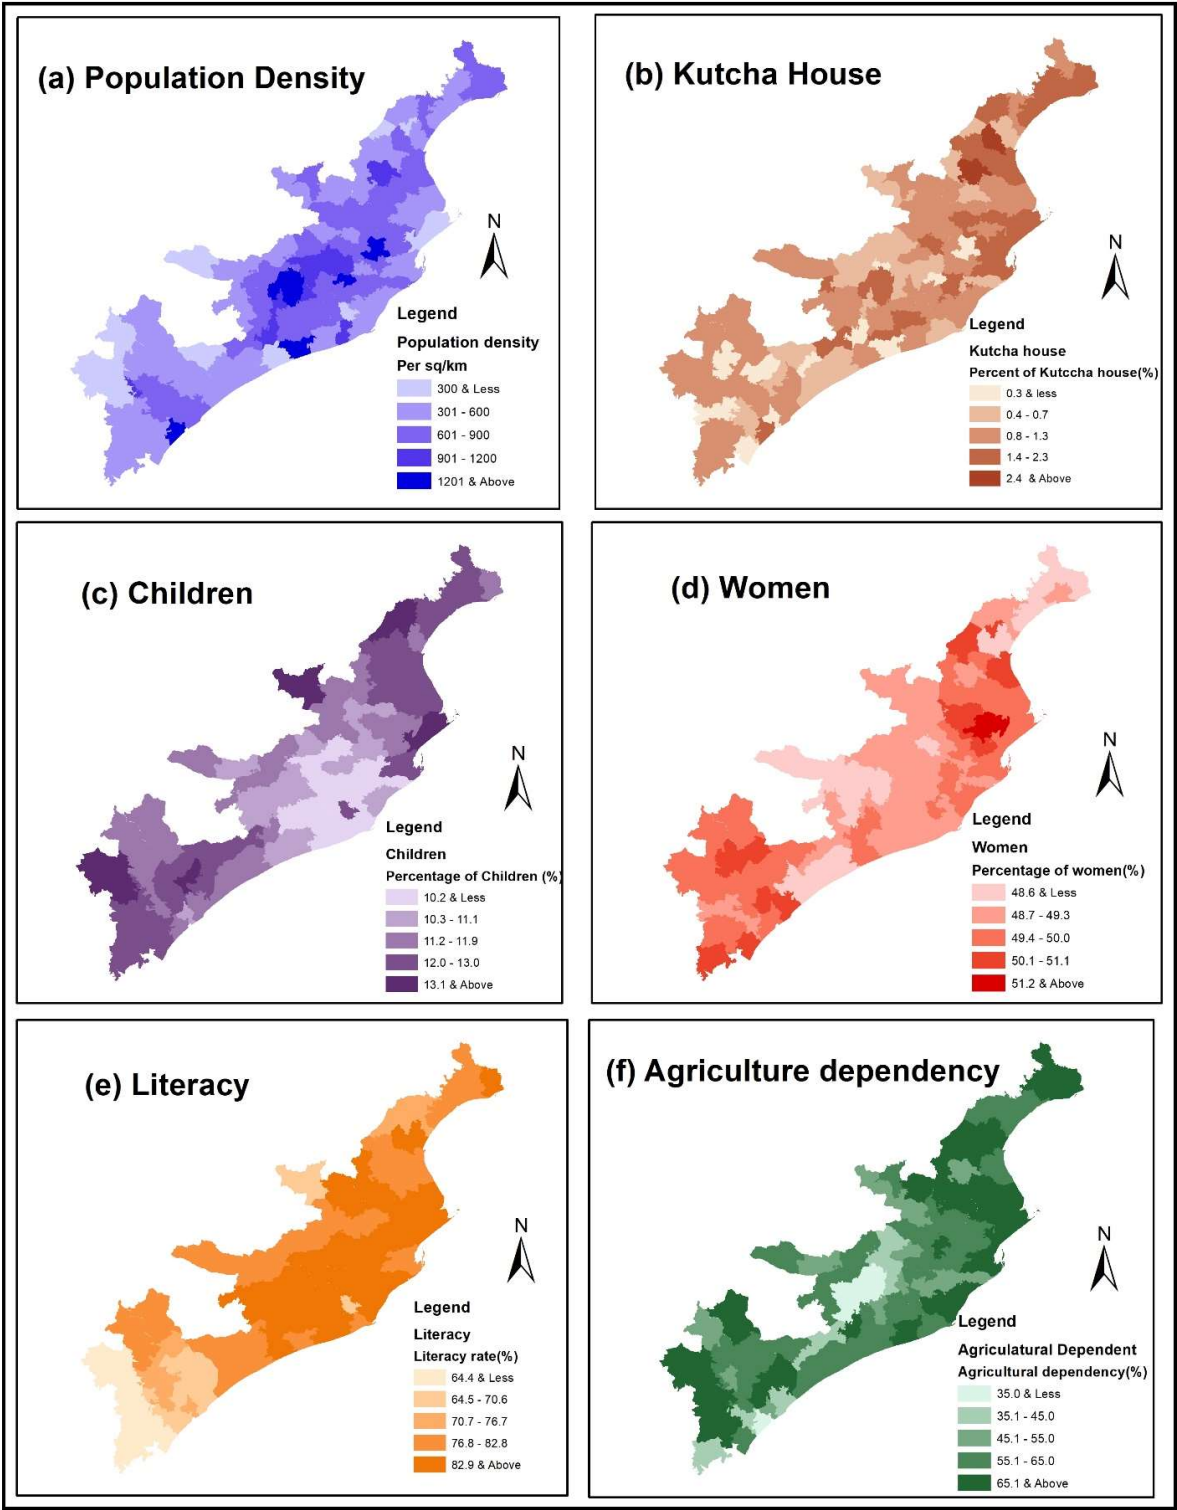 (a) Population Density
N
Legend
Population density
Per sq/km
300 & Less
301 - 600
601 - 900
901 - 1200
1201 & Above
(b) Kutcha House
N
Legend
Kutcha house
Percent of Kutccha house(%)
0.3 & less
0.4 - 0.7
0.8 - 1.3
1.4 - 2.3
2.4 & Above
(c) Children
N
Legend
Children
Percentage of Children (%)
10.2 & Less
10.3 - 11.1
11.2 - 11.9
12.0 - 13.0
13.1 & Above
(d) Women
N
Legend
Women
Percentage of women(%)
48.6 & Less
48.7 - 49.3
49.4 - 50.0
50.1 - 51.1
51.2 & Above
(e) Literacy
N
Legend
Literacy
Literacy rate(%)
64.4 & Less
64.5 - 70.6
70.7 - 76.7
76.8 - 82.8
82.9 & Above
(f) Agriculture dependency
N
Legend
Agriculatural Dependent
Agricultural dependency(%)
35.0 & Less
35.1 - 45.0
45.1 - 55.0
55.1 - 65.0
65.1 & Above